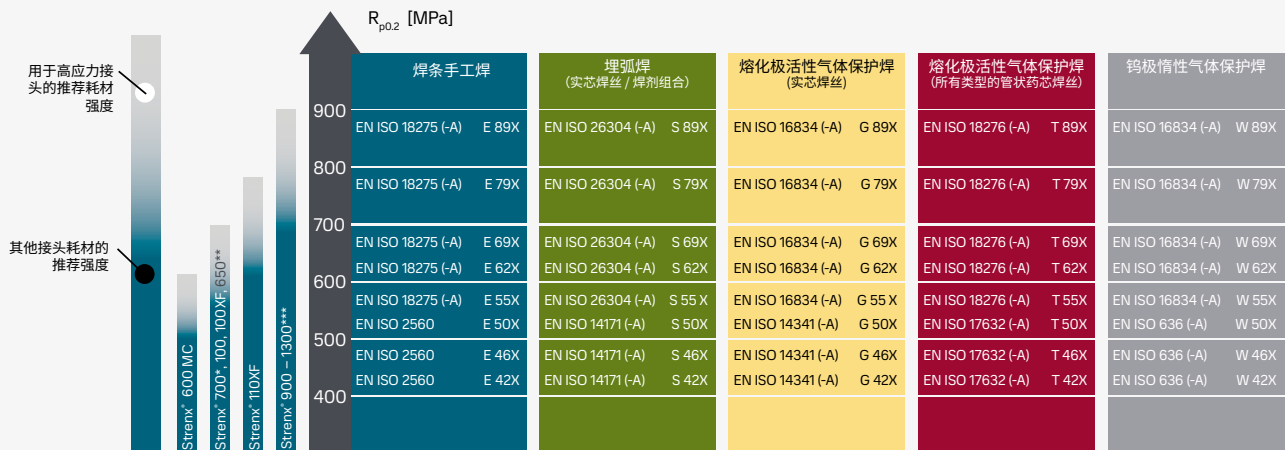 R p0.2 [MPa]
用于高应力接
头的推荐耗材
强度
其他接头耗材的
推荐强度
Strenx® 600 MC
Strenx® 700*, 100, 100XF, 650**
Strenx® 110XF
Strenx® 900 – 1300***
900
800
700
600
500
400
焊条手工焊
EN ISO 18275 (-A) E 89X
EN ISO 18275 (-A) E 79X
EN ISO 18275 (-A) E 69X
EN ISO 18275 (-A) E 62X
EN ISO 18275 (-A) E 55X
EN ISO 2560 E 50X
EN ISO 2560 E 46X
EN ISO 2560 E 42X
埋弧焊
(实芯焊丝 / 焊剂组合)
EN ISO 26304 (-A) S 89X
EN ISO 26304 (-A) S 79X
EN ISO 26304 (-A) S 69X
EN ISO 26304 (-A) S 62X
EN ISO 26304 (-A) S 55 X
EN ISO 14171 (-A) S 50X
EN ISO 14171 (-A) S 46X
EN ISO 14171 (-A) S 42X
熔化极活性气体保护焊
(实芯焊丝)
EN ISO 16834 (-A) G 89X
EN ISO 16834 (-A) G 79X
EN ISO 16834 (-A) G 69X
EN ISO 16834 (-A) G 62X
EN ISO 16834 (-A) G 55 X
EN ISO 14341 (-A) G 50X
EN ISO 14341 (-A) G 46X
EN ISO 14341 (-A) G 42X
熔化极活性气体保护焊
(所有类型的管状药芯焊丝)
EN ISO 18276 (-A) T 89X
EN ISO 18276 (-A) T 79X
EN ISO 18276 (-A) T 69X
EN ISO 18276 (-A) T 62X
EN ISO 18276 (-A) T 55X
EN ISO 17632 (-A) T 50X
EN ISO 17632 (-A) T 46X
EN ISO 17632 (-A) T 42X
钨极惰性气体保护焊
EN ISO 16834 (-A) W 89X
EN ISO 16834 (-A) W 79X
EN ISO 16834 (-A) W 69X
EN ISO 16834 (-A) W 62X
EN ISO 16834 (-A) W 55X
EN ISO 636 (-A) W 50X
EN ISO 636 (-A) W 46X
EN ISO 636 (-A) W 42X